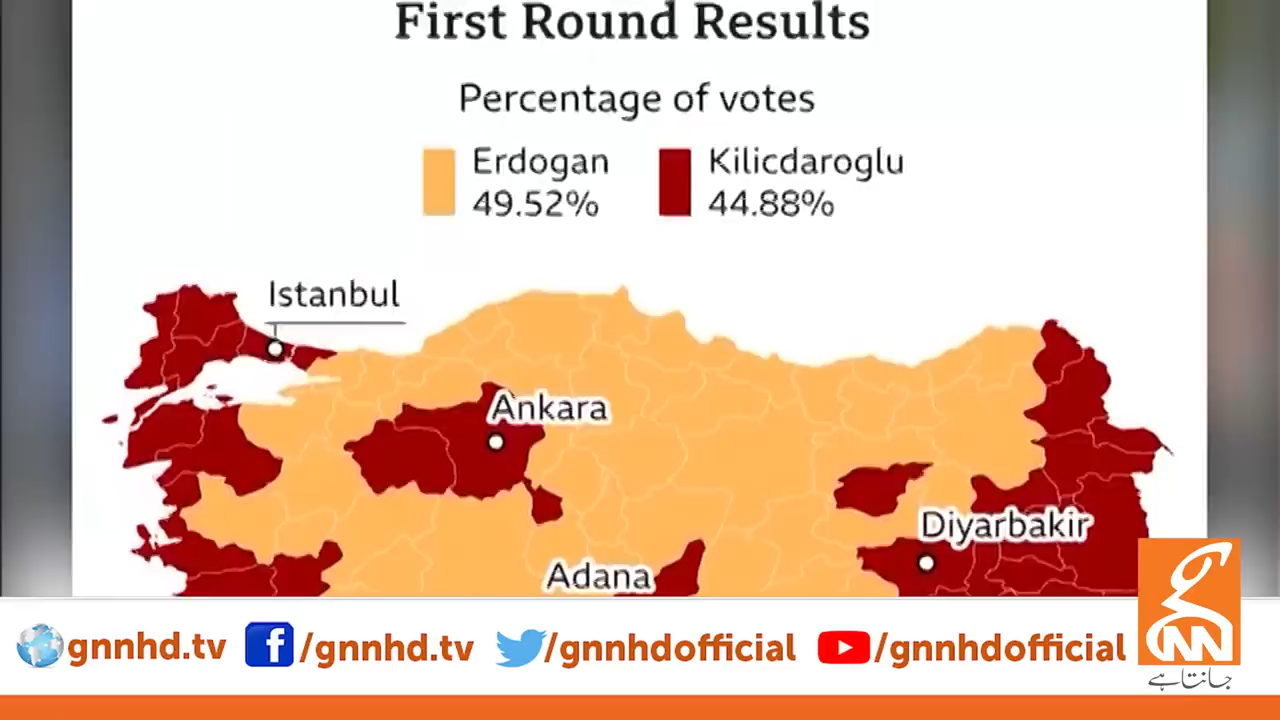 First Round Results
Percentage of votes
Erdogan
49.52%
Kilicdaroglu
44.88%
Istanbul
Ankara
Diyarbakir
Adana
gnnhd.tv
/gnnhd.tv
/gnnhdofficial
/gnnhdofficial
GNN
جانتا ہے